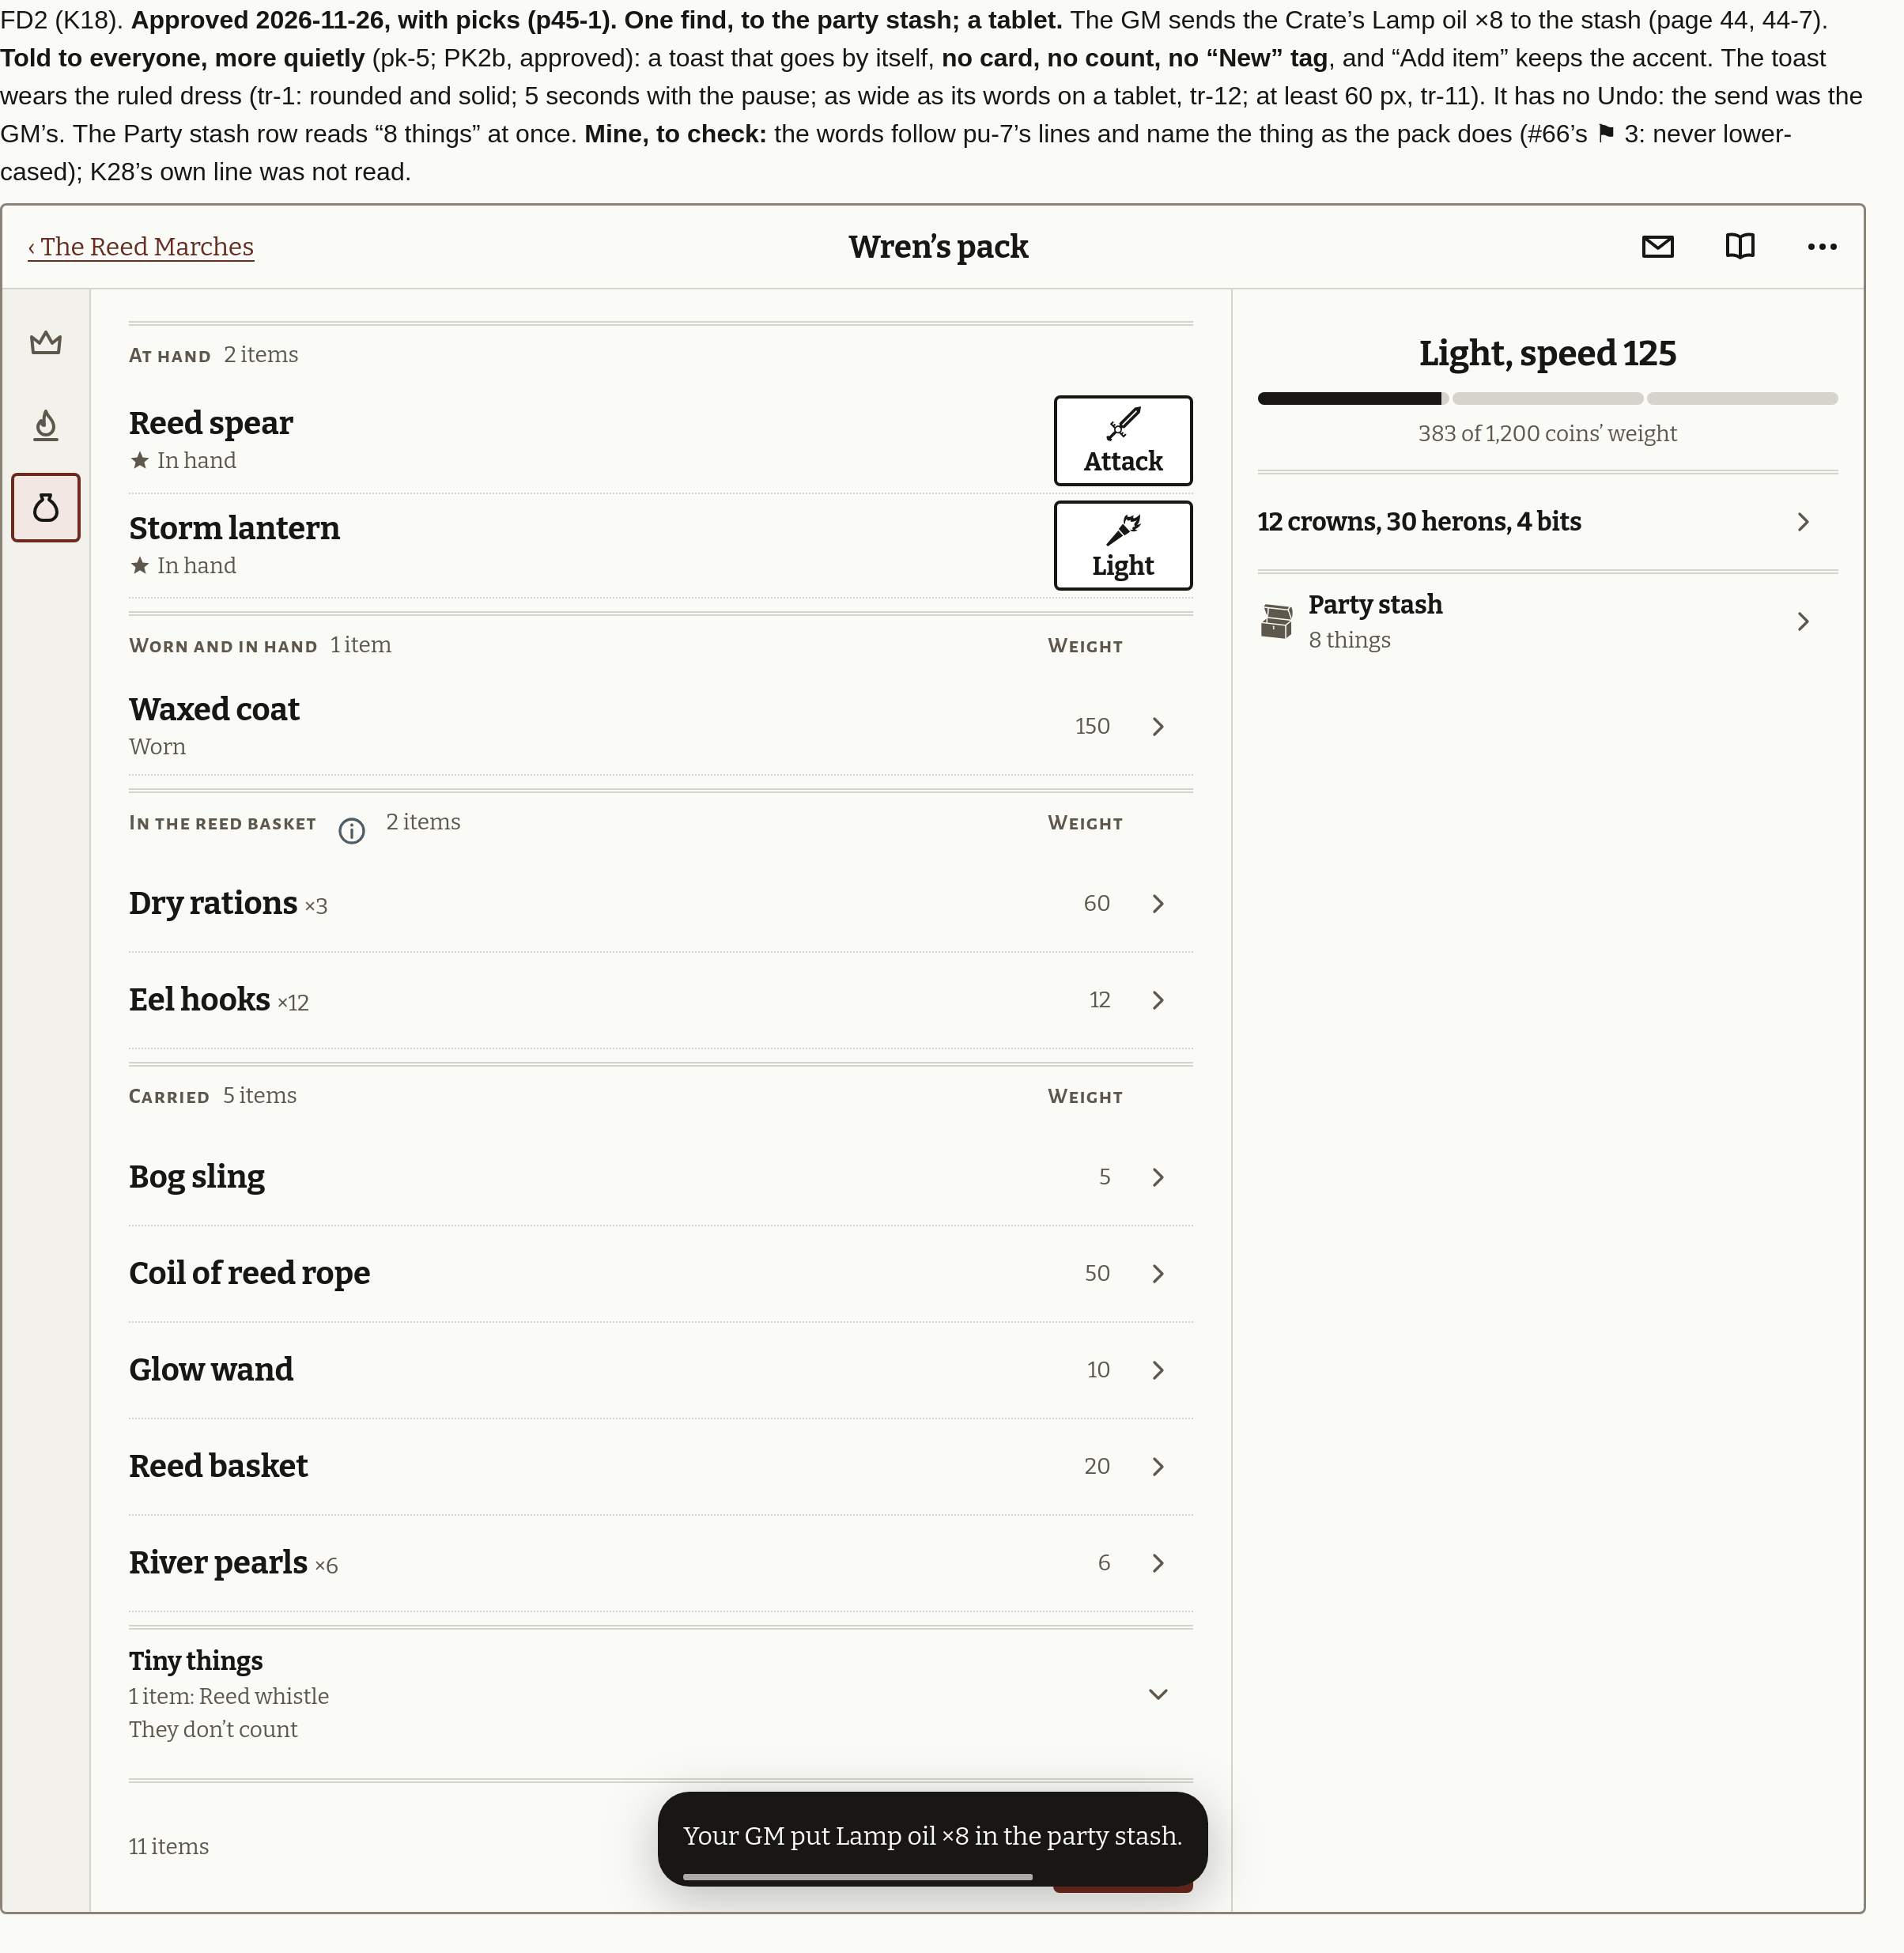 FD2 (K18). Approved 2026-11-26, with picks (p45-1). One find, to the party stash; a tablet. The GM sends the Crate’s Lamp oil ×8 to the stash (page 44, 44-7).
Told to everyone, more quietly (pk-5; PK2b, approved): a toast that goes by itself, no card, no count, no “New” tag, and “Add item” keeps the accent. The toast
wears the ruled dress (tr-1: rounded and solid; 5 seconds with the pause; as wide as its words on a tablet, tr-12; at least 60 px, tr-11). It has no Undo: the send was the
GM’s. The Party stash row reads “8 things” at once. Mine, to check: the words follow pu-7’s lines and name the thing as the pack does (#66’s ⚑ 3: never lower-
cased); K28’s own line was not read.
‹ The Reed Marches
Wren’s pack
At hand 2 items
Reed spear
★ In hand
Attack
Storm lantern
★ In hand
Light
Worn and in hand 1 item Weight
Waxed coat
Worn
150
In the reed basket 2 items Weight
Dry rations ×3 60
Eel hooks ×12 12
Carried 5 items Weight
Bog sling 5
Coil of reed rope 50
Glow wand 10
Reed basket 20
River pearls ×6 6
Tiny things
1 item: Reed whistle
They don’t count
11 items
Your GM put Lamp oil ×8 in the party stash.
Light, speed 125
383 of 1,200 coins’ weight
12 crowns, 30 herons, 4 bits
Party stash
8 things